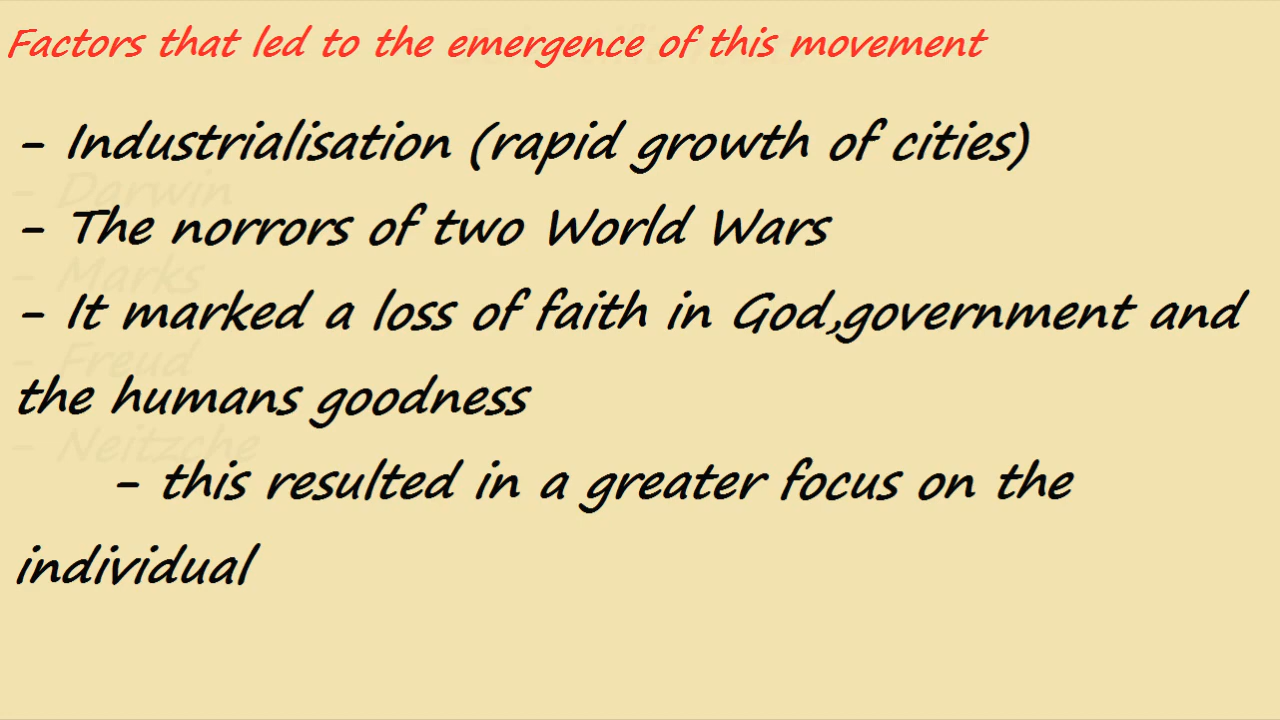 Factors that led to the emergence of this movement
- Industrialisation (rapid growth of cities)
- Darwin
- The norrors of two World Wars
- Marks
- It marked a loss of faith in God,government and
- Freud
the humans goodness
- Neitzche
- this resulted in a greater focus on the
individual